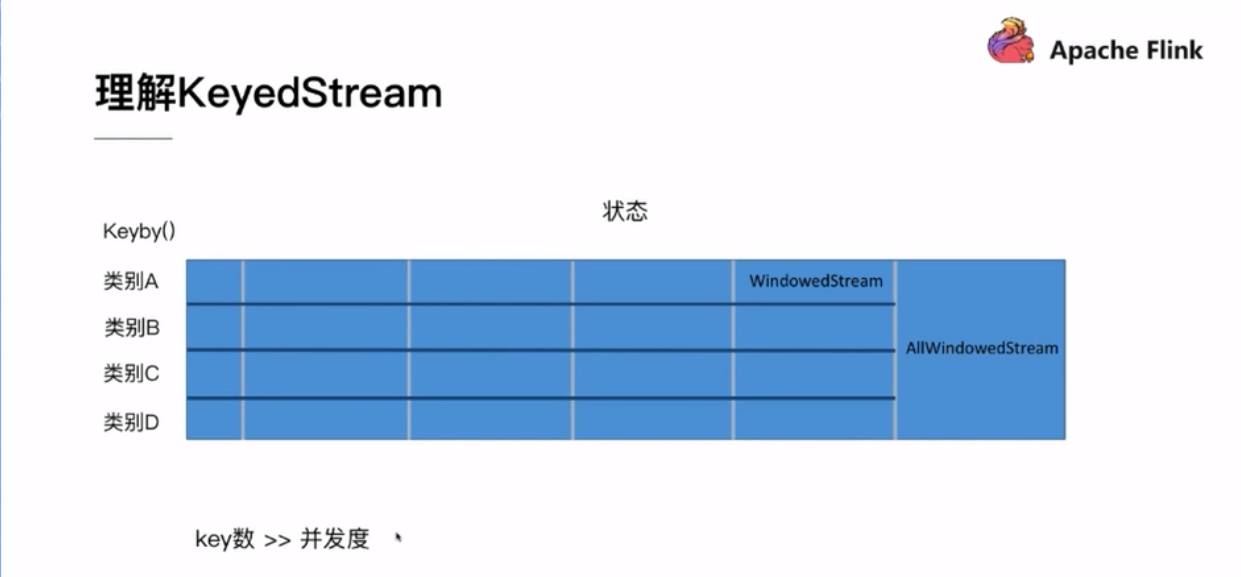 Apache Flink
理解KeyedStream
状态
Keyby()
类别A
WindowedStream
类别B
AllWindowedStream
类别C
类别D
key数 >> 并发度